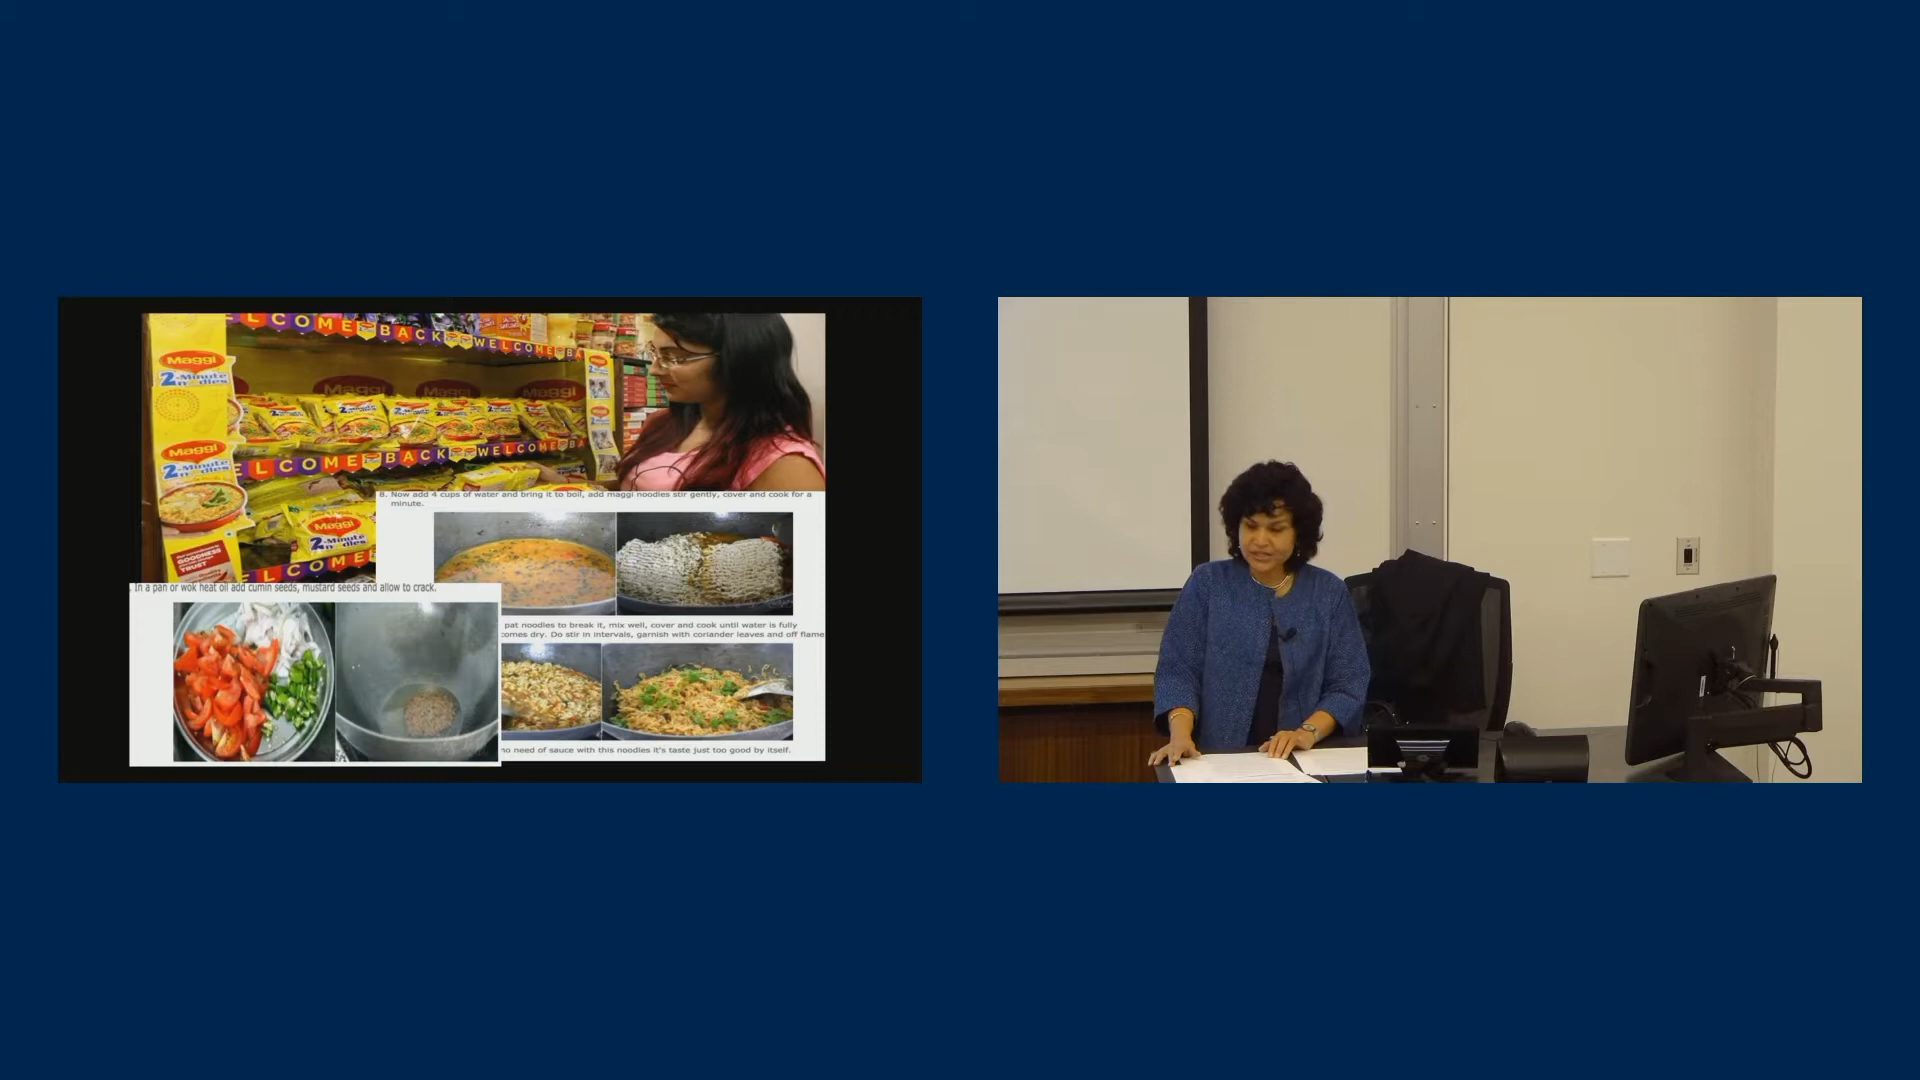 ELCOME BACK WELCOME BA
Maggi
2-Minute
noodles
Maggi Maggi Maggi
ELCOME BACK WELCOME BA
Maggi
2-Minute
noodles
GOODNESS
TRUST
Maggi
2-Minute
noodles
ELCOME
8. Now add 4 cups of water and bring it to boil, add maggi noodles stir gently, cover and cook for a
minute.
In a pan or wok heat oil add cumin seeds, mustard seeds and allow to crack.
pat noodles to break it, mix well, cover and cook until water is fully
comes dry. Do stir in intervals, garnish with coriander leaves and off flame
no need of sauce with this noodles it's taste just too good by itself.